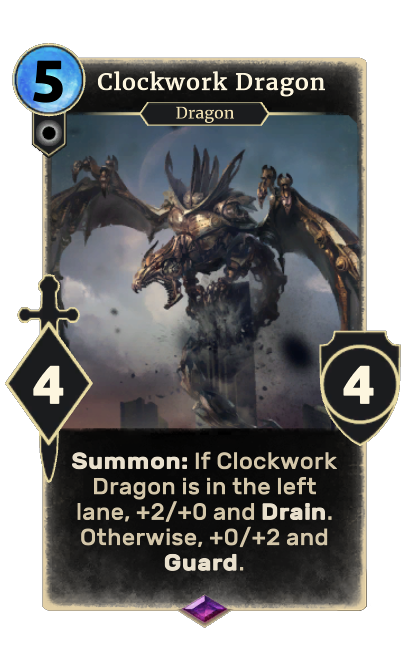 5
Clockwork Dragon
Dragon
4
4
Summon: If Clockwork
Dragon is in the left
lane, +2/+0 and Drain.
Otherwise, +0/+2 and
Guard.